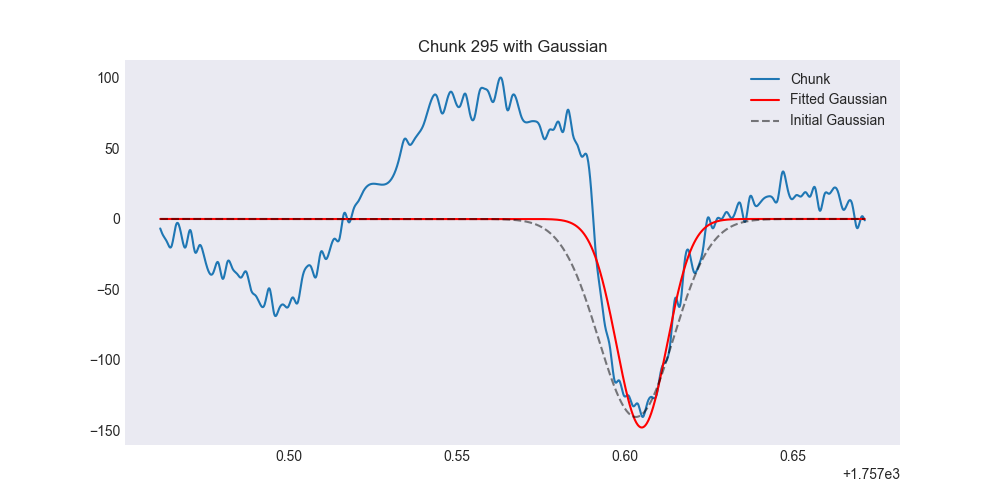 Chunk 295 with Gaussian
Chunk
Fitted Gaussian
Initial Gaussian
100
50
0
−50
−100
−150
0.50 0.55 0.60 0.65
+1.757e3